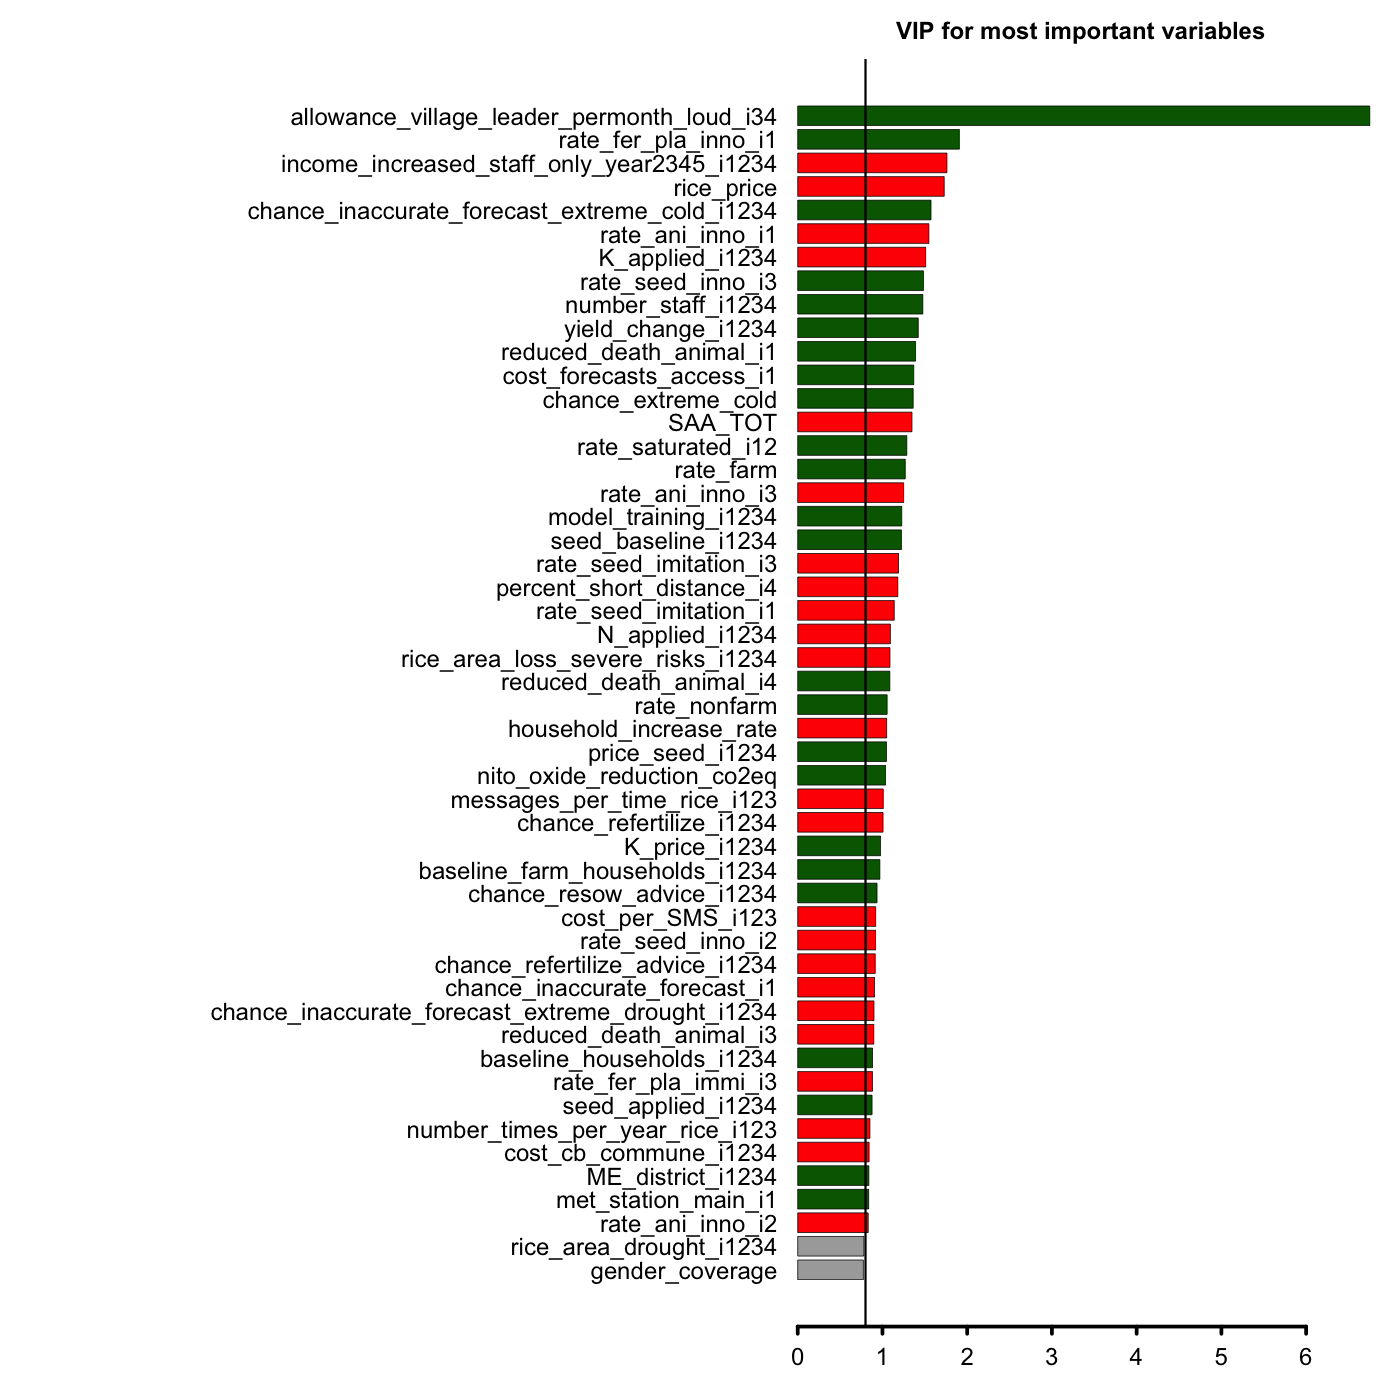 VIP for most important variables
allowance_village_leader_permonth_loud_i34
rate_fer_pla_inno_i1
income_increased_staff_only_year2345_i1234
rice_price
chance_inaccurate_forecast_extreme_cold_i1234
rate_ani_inno_i1
K_applied_i1234
rate_seed_inno_i3
number_staff_i1234
yield_change_i1234
reduced_death_animal_i1
cost_forecasts_access_i1
chance_extreme_cold
SAA_TOT
rate_saturated_i12
rate_farm
rate_ani_inno_i3
model_training_i1234
seed_baseline_i1234
rate_seed_imitation_i3
percent_short_distance_i4
rate_seed_imitation_i1
N_applied_i1234
rice_area_loss_severe_risks_i1234
reduced_death_animal_i4
rate_nonfarm
household_increase_rate
price_seed_i1234
nito_oxide_reduction_co2eq
messages_per_time_rice_i123
chance_refertilize_i1234
K_price_i1234
baseline_farm_households_i1234
chance_resow_advice_i1234
cost_per_SMS_i123
rate_seed_inno_i2
chance_refertilize_advice_i1234
chance_inaccurate_forecast_i1
chance_inaccurate_forecast_extreme_drought_i1234
reduced_death_animal_i3
baseline_households_i1234
rate_fer_pla_immi_i3
seed_applied_i1234
number_times_per_year_rice_i123
cost_cb_commune_i1234
ME_district_i1234
met_station_main_i1
rate_ani_inno_i2
rice_area_drought_i1234
gender_coverage
0 1 2 3 4 5 6